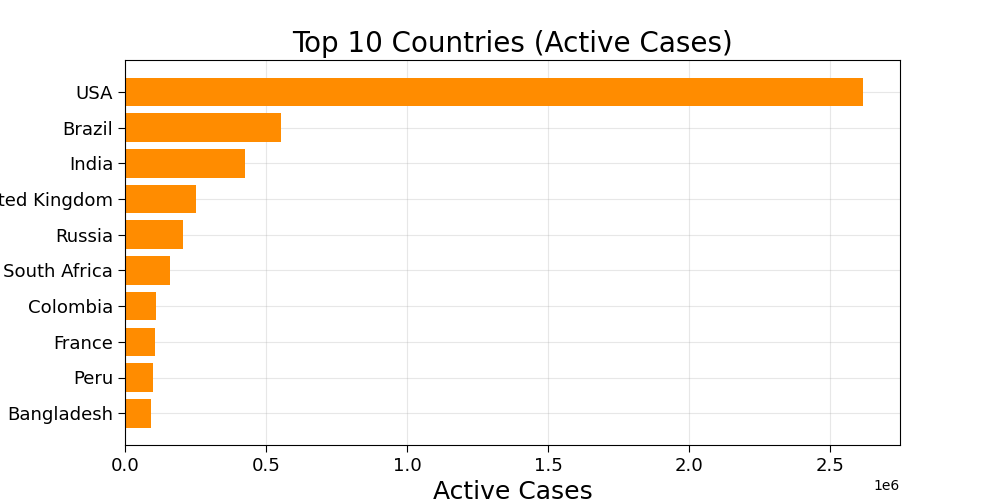 Top 10 Countries (Active Cases)
USA
Brazil
India
ted Kingdom
Russia
South Africa
Colombia
France
Peru
Bangladesh
0.0 0.5 1.0 1.5 2.0 2.5
1e6
Active Cases